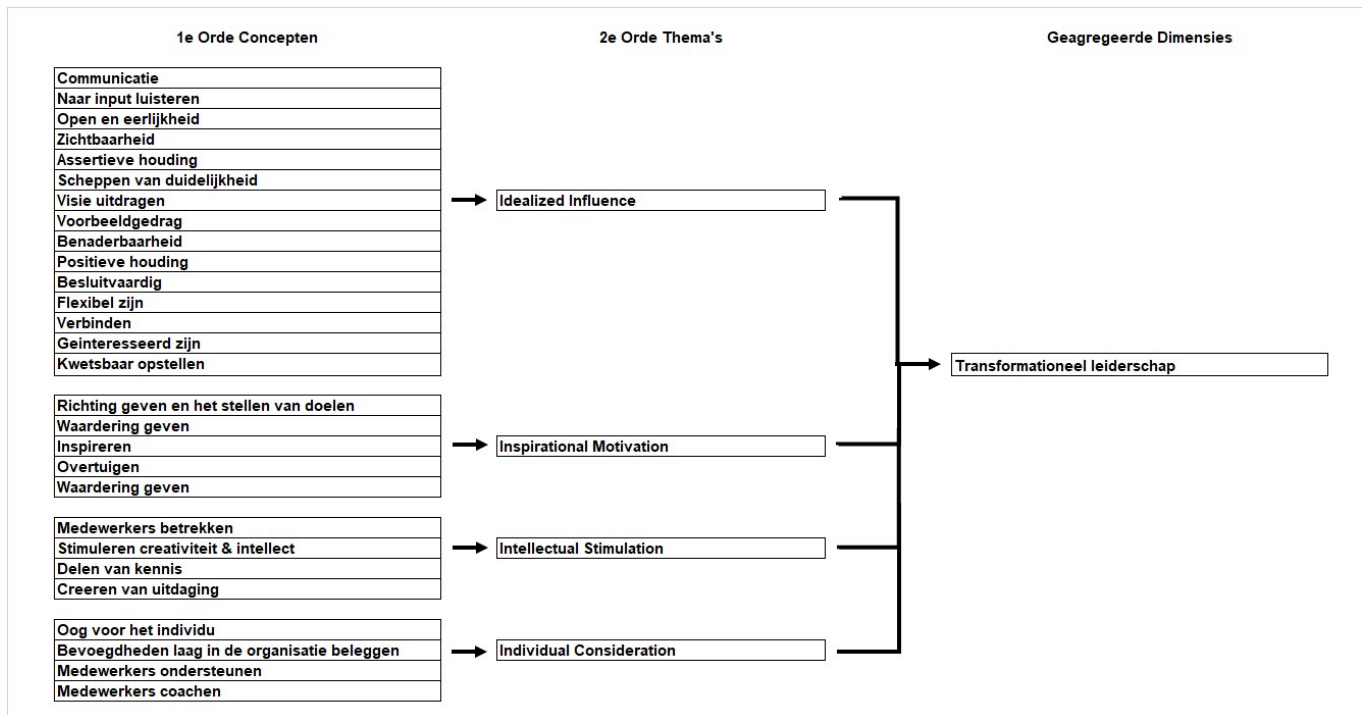 1e Orde Concepten
2e Orde Thema's
Geagregeerde Dimensies
Communicatie
Naar input luisteren
Open en eerlijkheid
Zichtbaarheid
Assertieve houding
Scheppen van duidelijkheid
Visie uitdragen
Voorbeeldgedrag
Benaderbaarheid
Positieve houding
Besluitvaardig
Flexibel zijn
Verbinden
Geinteresseerd zijn
Kwetsbaar opstellen
Idealized Influence
Richting geven en het stellen van doelen
Waardering geven
Inspireren
Overtuigen
Waardering geven
Inspirational Motivation
Medewerkers betrekken
Stimuleren creativiteit & intellect
Delen van kennis
Creeren van uitdaging
Intellectual Stimulation
Oog voor het individu
Bevoegdheden laag in de organisatie beleggen
Medewerkers ondersteunen
Medewerkers coachen
Individual Consideration
Transformationeel leiderschap